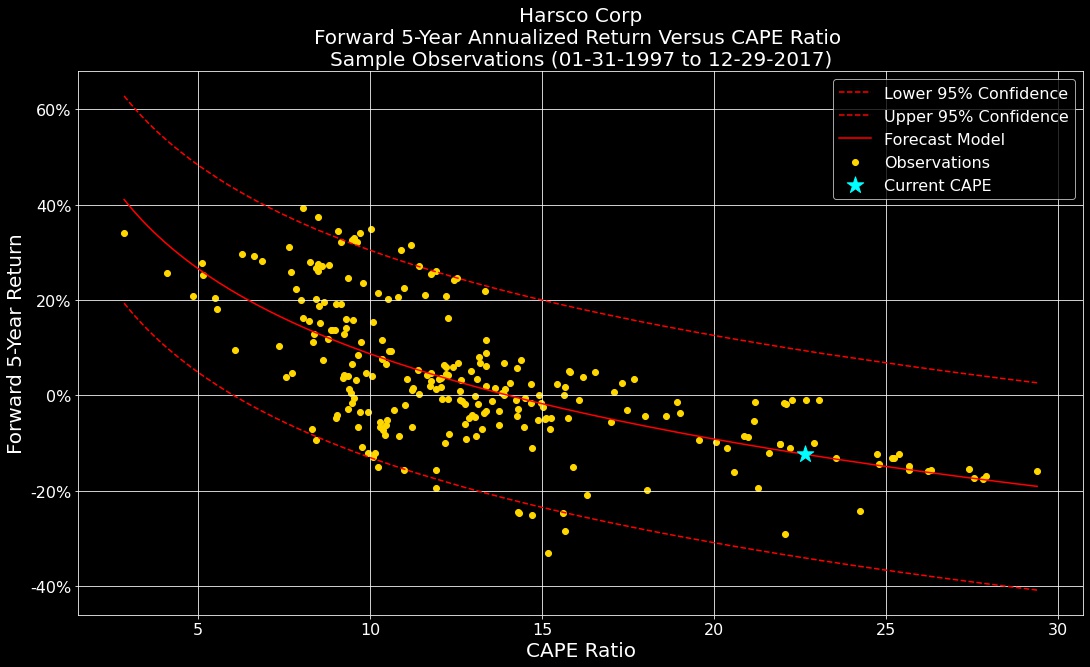 Harsco Corp
Forward 5-Year Annualized Return Versus CAPE Ratio
Sample Observations (01-31-1997 to 12-29-2017)
Lower 95% Confidence
Upper 95% Confidence
Forecast Model
Observations
Current CAPE
Forward 5-Year Return
60%
40%
20%
0%
-20%
-40%
5
10
15
20
25
30
CAPE Ratio